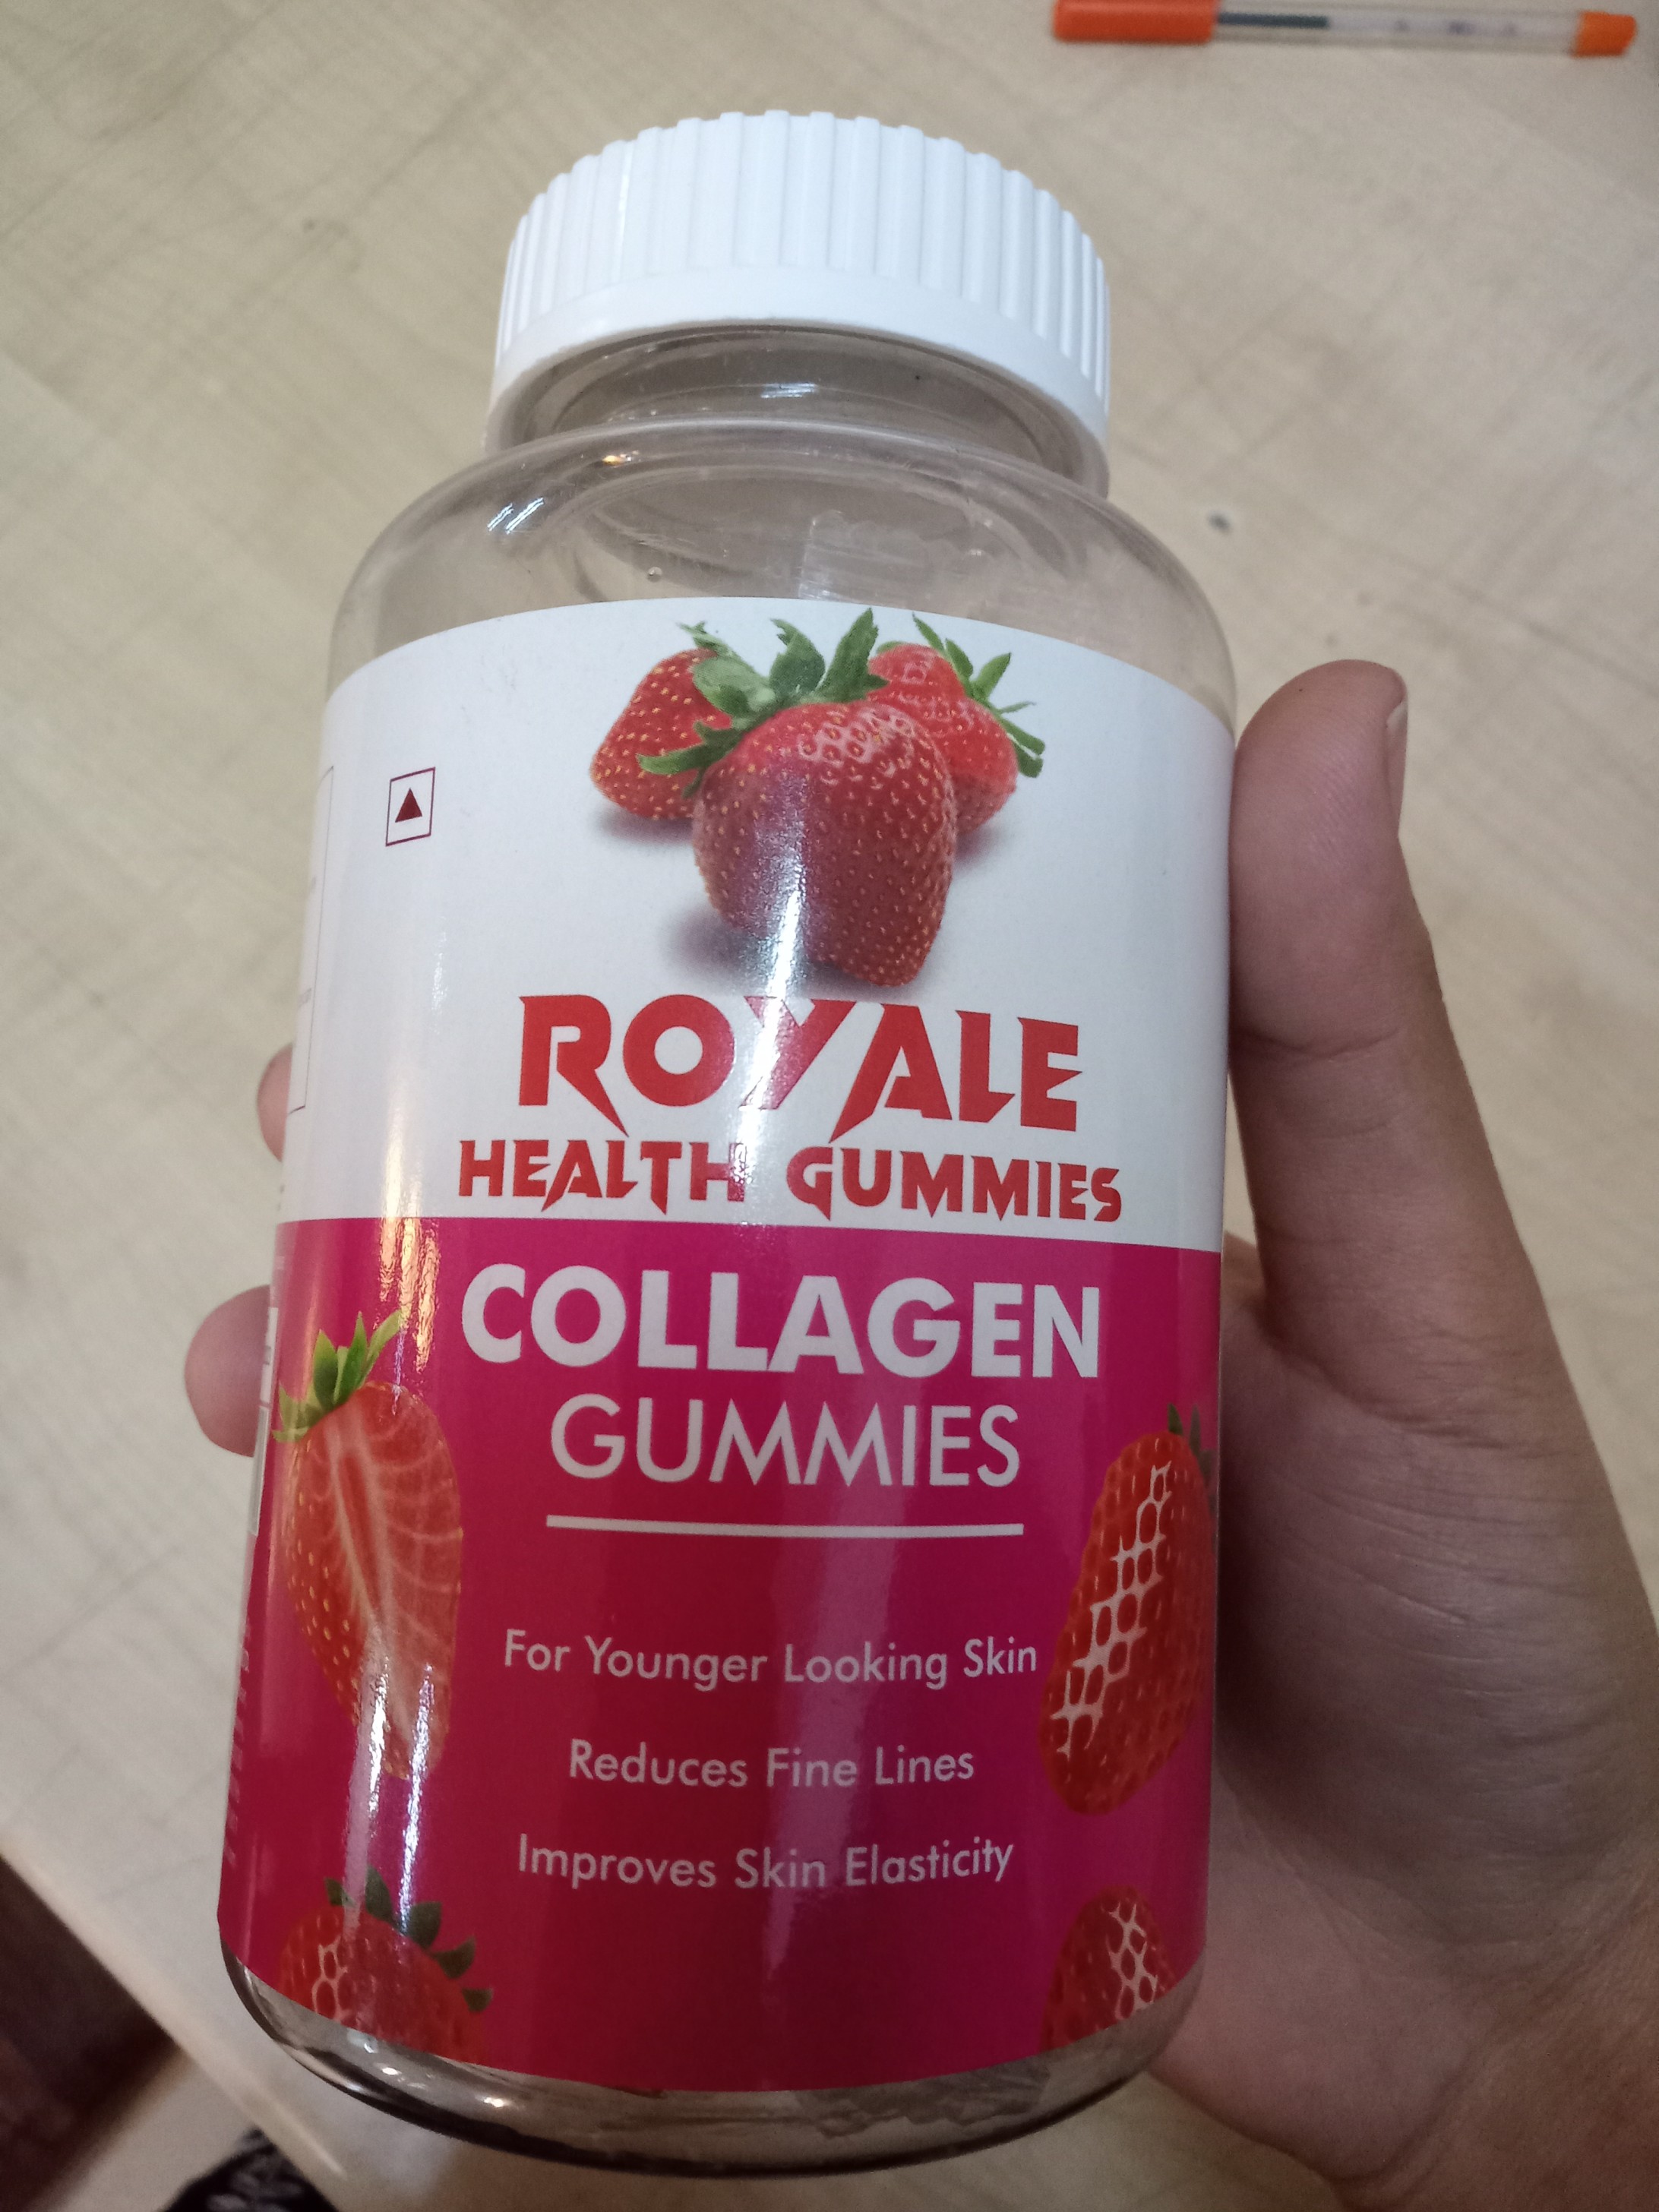 ROYALE
HEALTH GUMMIES
COLLAGEN
GUMMIES
For Younger Looking Skin
Reduces Fine Lines
Improves Skin Elasticity